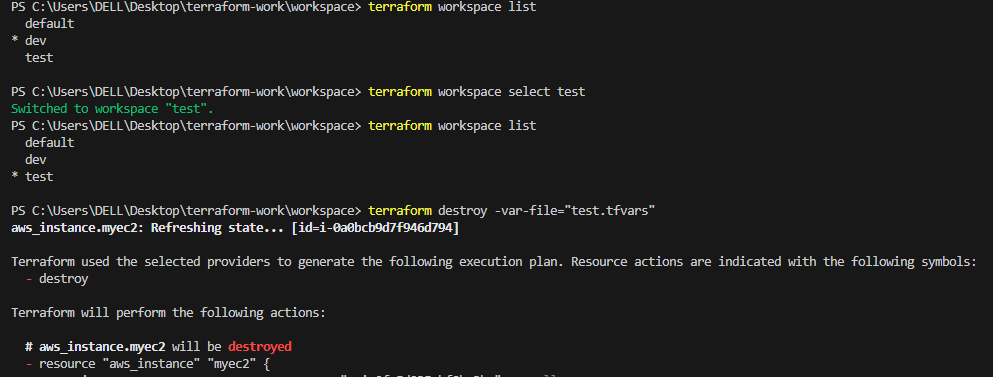 PS C:\Users\DELL\Desktop\terraform-work\workspace> terraform workspace list
  default
* dev
  test
PS C:\Users\DELL\Desktop\terraform-work\workspace> terraform workspace select test
Switched to workspace "test".
PS C:\Users\DELL\Desktop\terraform-work\workspace> terraform workspace list
  default
  dev
* test
PS C:\Users\DELL\Desktop\terraform-work\workspace> terraform destroy -var-file="test.tfvars"
aws_instance.myec2: Refreshing state... [id=i-0a0bcb9d7f946d794]
Terraform used the selected providers to generate the following execution plan. Resource actions are indicated with the following symbols:
  - destroy
Terraform will perform the following actions:
  # aws_instance.myec2 will be destroyed
  - resource "aws_instance" "myec2" {